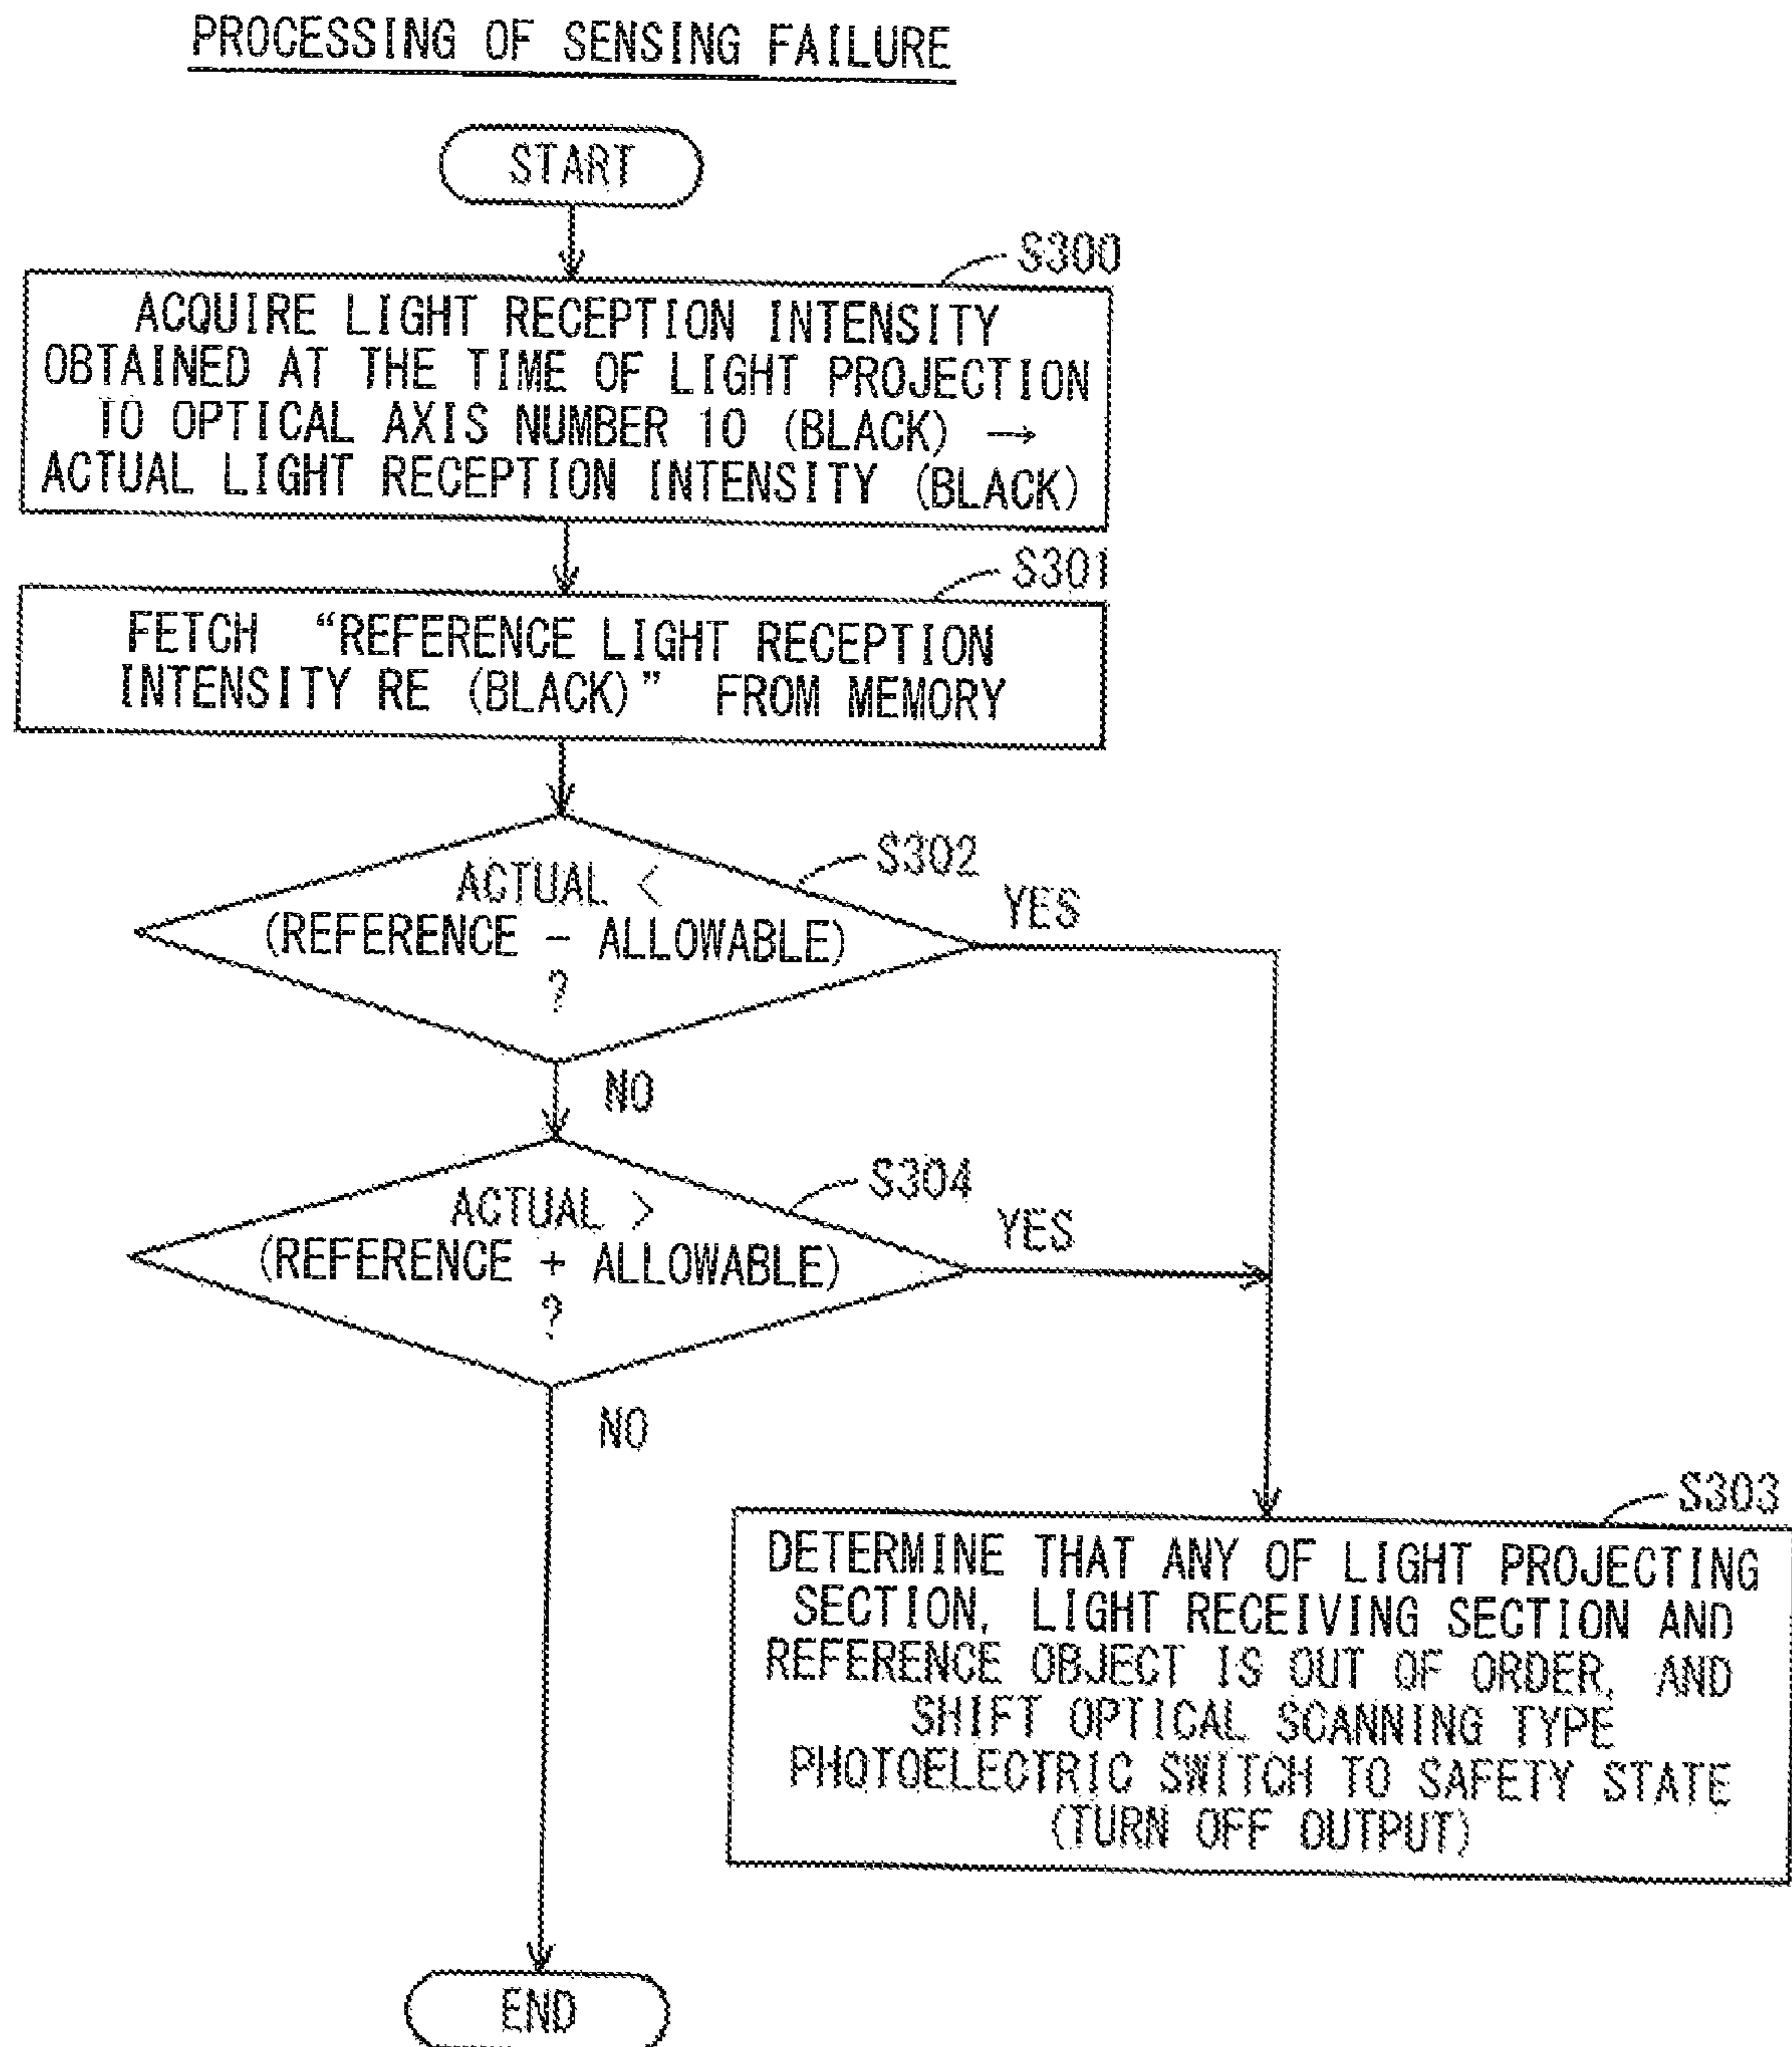 PROCESSING OF SENSING FAILURE
START
S300
ACQUIRE LIGHT RECEPTION INTENSITY
OBTAINED AT THE TIME OF LIGHT PROJECTION
TO OPTICAL AXIS NUMBER 10 (BLACK) →
ACTUAL LIGHT RECEPTION INTENSITY (BLACK)
S301
FETCH “REFERENCE LIGHT RECEPTION
INTENSITY RE (BLACK)” FROM MEMORY
S302
ACTUAL <
(REFERENCE - ALLOWABLE)
?
YES
NO
S304
ACTUAL >
(REFERENCE + ALLOWABLE)
?
YES
NO
S303
DETERMINE THAT ANY OF LIGHT PROJECTING
SECTION, LIGHT RECEIVING SECTION AND
REFERENCE OBJECT IS OUT OF ORDER, AND
SHIFT OPTICAL SCANNING TYPE
PHOTOELECTRIC SWITCH TO SAFETY STATE
(TURN OFF OUTPUT)
END